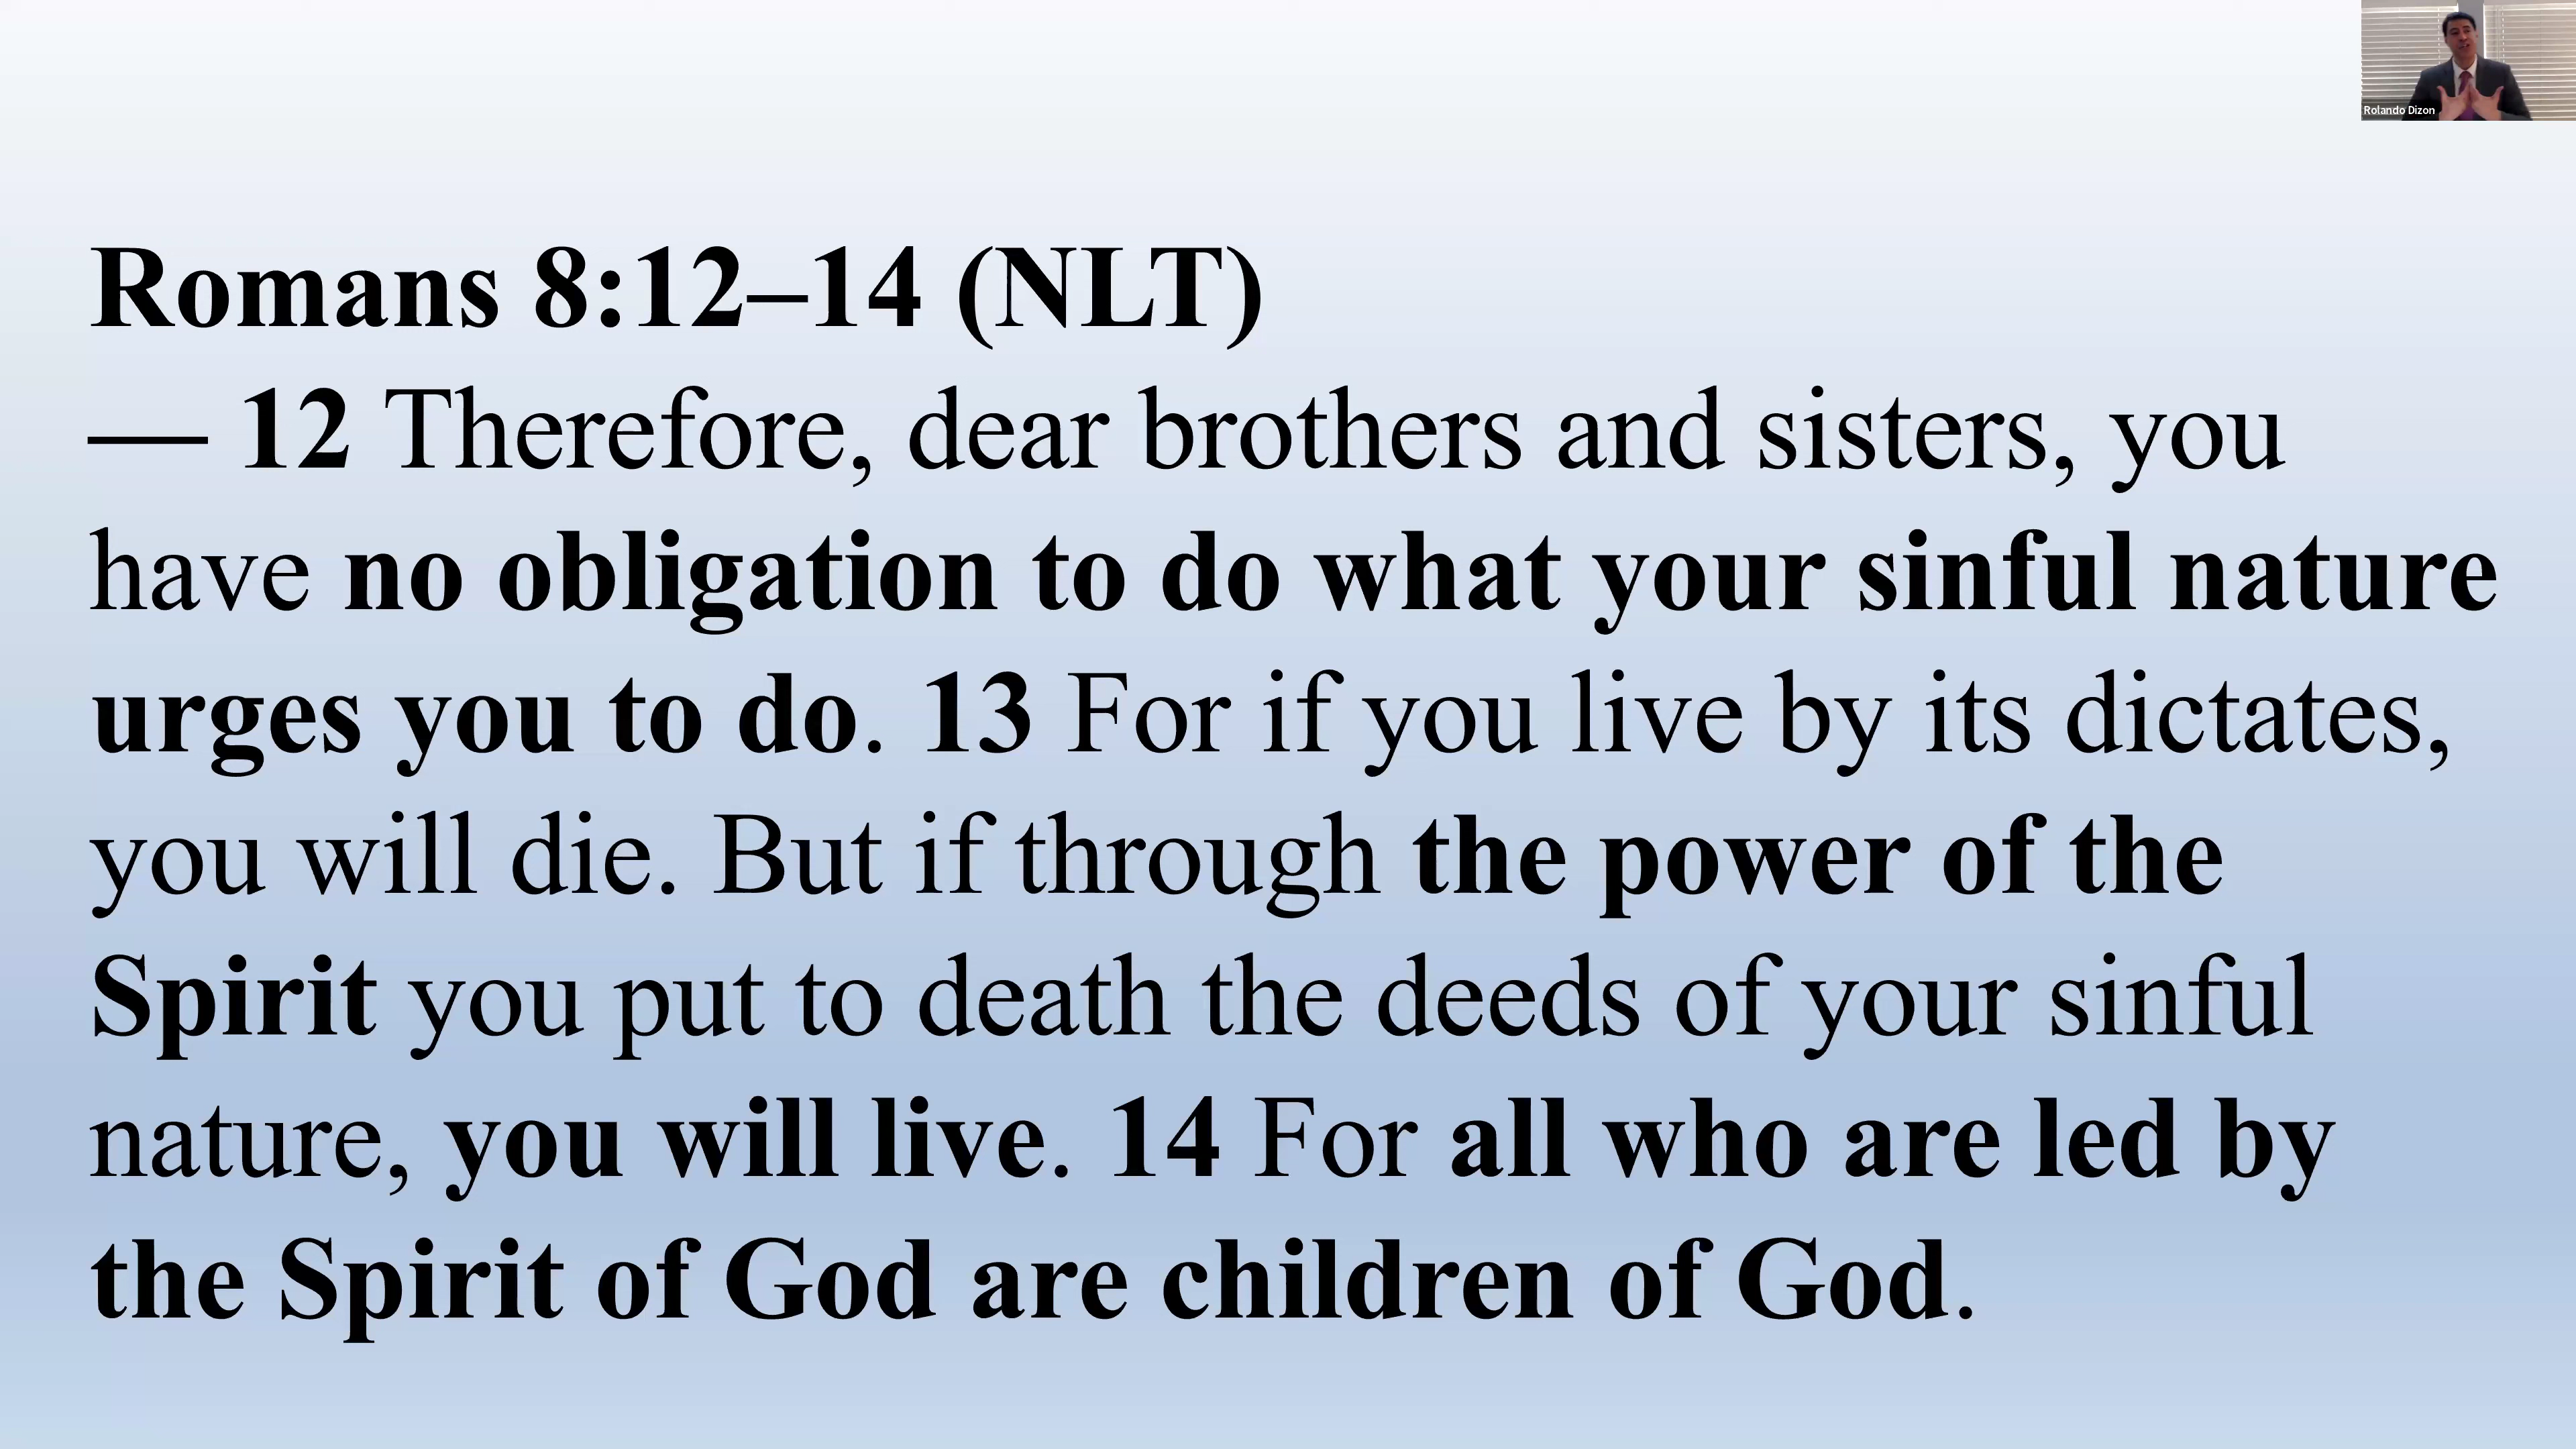 Rolando Dizon
Romans 8:12–14 (NLT)
— 12 Therefore, dear brothers and sisters, you
have no obligation to do what your sinful nature
urges you to do. 13 For if you live by its dictates,
you will die. But if through the power of the
Spirit you put to death the deeds of your sinful
nature, you will live. 14 For all who are led by
the Spirit of God are children of God.